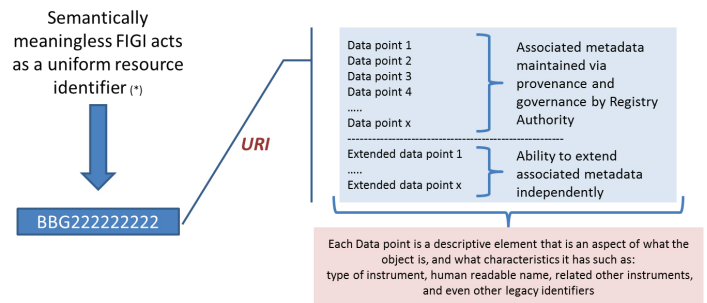 Semantically
meaningless FIGI acts
as a uniform resource
identifier (*)
BBG222222222
URI
Data point 1
Data point 2
Data point 3
Data point 4
.....
Data point x
Associated metadata
maintained via
provenance and
governance by Registry
Authority
--------------------------------------------------------
Extended data point 1
.....
Extended data point x
Ability to extend
associated metadata
independently
Each Data point is a descriptive element that is an aspect of what the
object is, and what characteristics it has such as:
type of instrument, human readable name, related other instruments,
and even other legacy identifiers